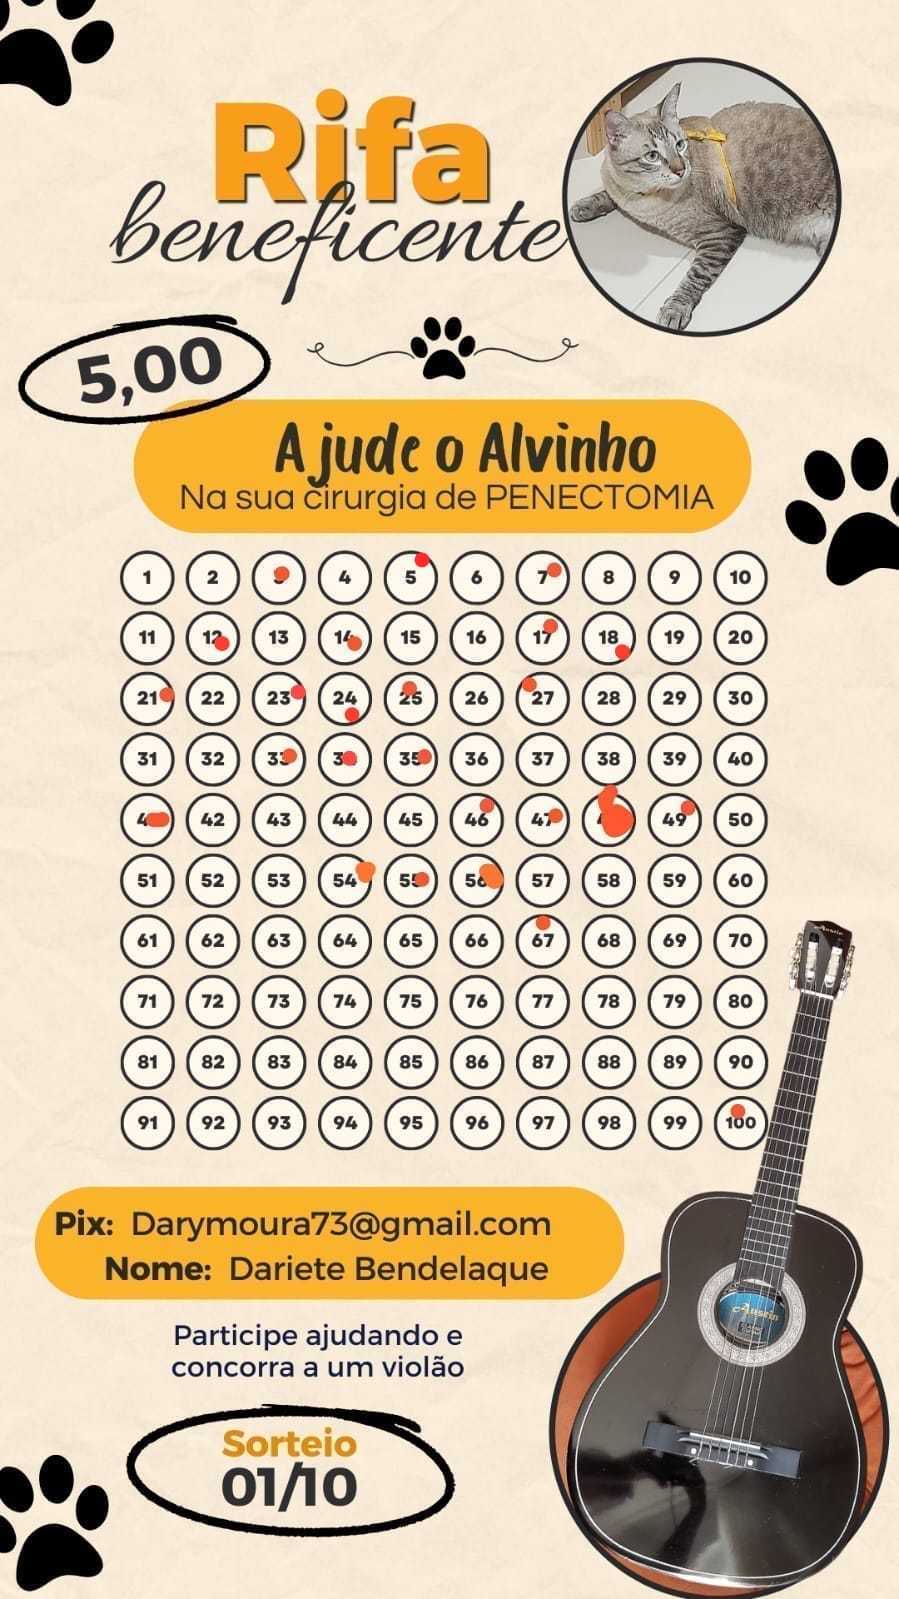 Rifa
beneficente
5,00
Ajude o Alvinho
Na sua cirurgia de PENECTOMIA
1 2 4 5 6 7 8 9 10
11 12 13 14 15 16 17 18 19 20
21 22 23 24 25 26 27 28 29 30
31 32 33 35 36 37 38 39 40
42 43 44 45 46 47 49 50
51 52 53 54 55 56 57 58 59 60
61 62 63 64 65 66 67 68 69 70
71 72 73 74 75 76 77 78 79 80
81 82 83 84 85 86 87 88 89 90
91 92 93 94 95 96 97 98 99 100
Austin
Pix: Darymoura73@gmail.com
Nome: Dariete Bendelaque
Austin
Participe ajudando e
concorra a um violão
Sorteio
01/10